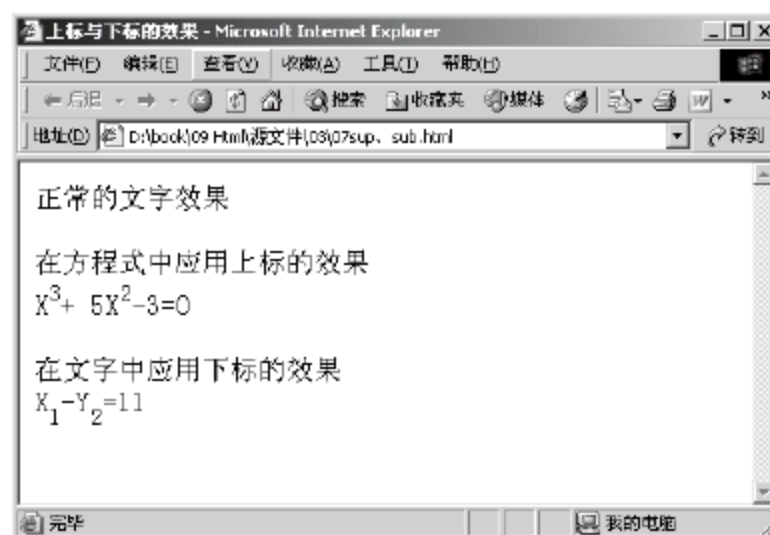 上标与下标的效果 - Microsoft Internet Explorer
文件(F) 编辑(E) 查看(V) 收藏(A) 工具(T) 帮助(H)
后退 搜索 收藏夹 媒体 »
地址(D) D:\book\09 Html\源文件\03\07sup、sub.html 转到
正常的文字效果
在方程式中应用上标的效果
X³+ 5X²-3=0
在文字中应用下标的效果
X₁-Y₂=11
完毕 我的电脑